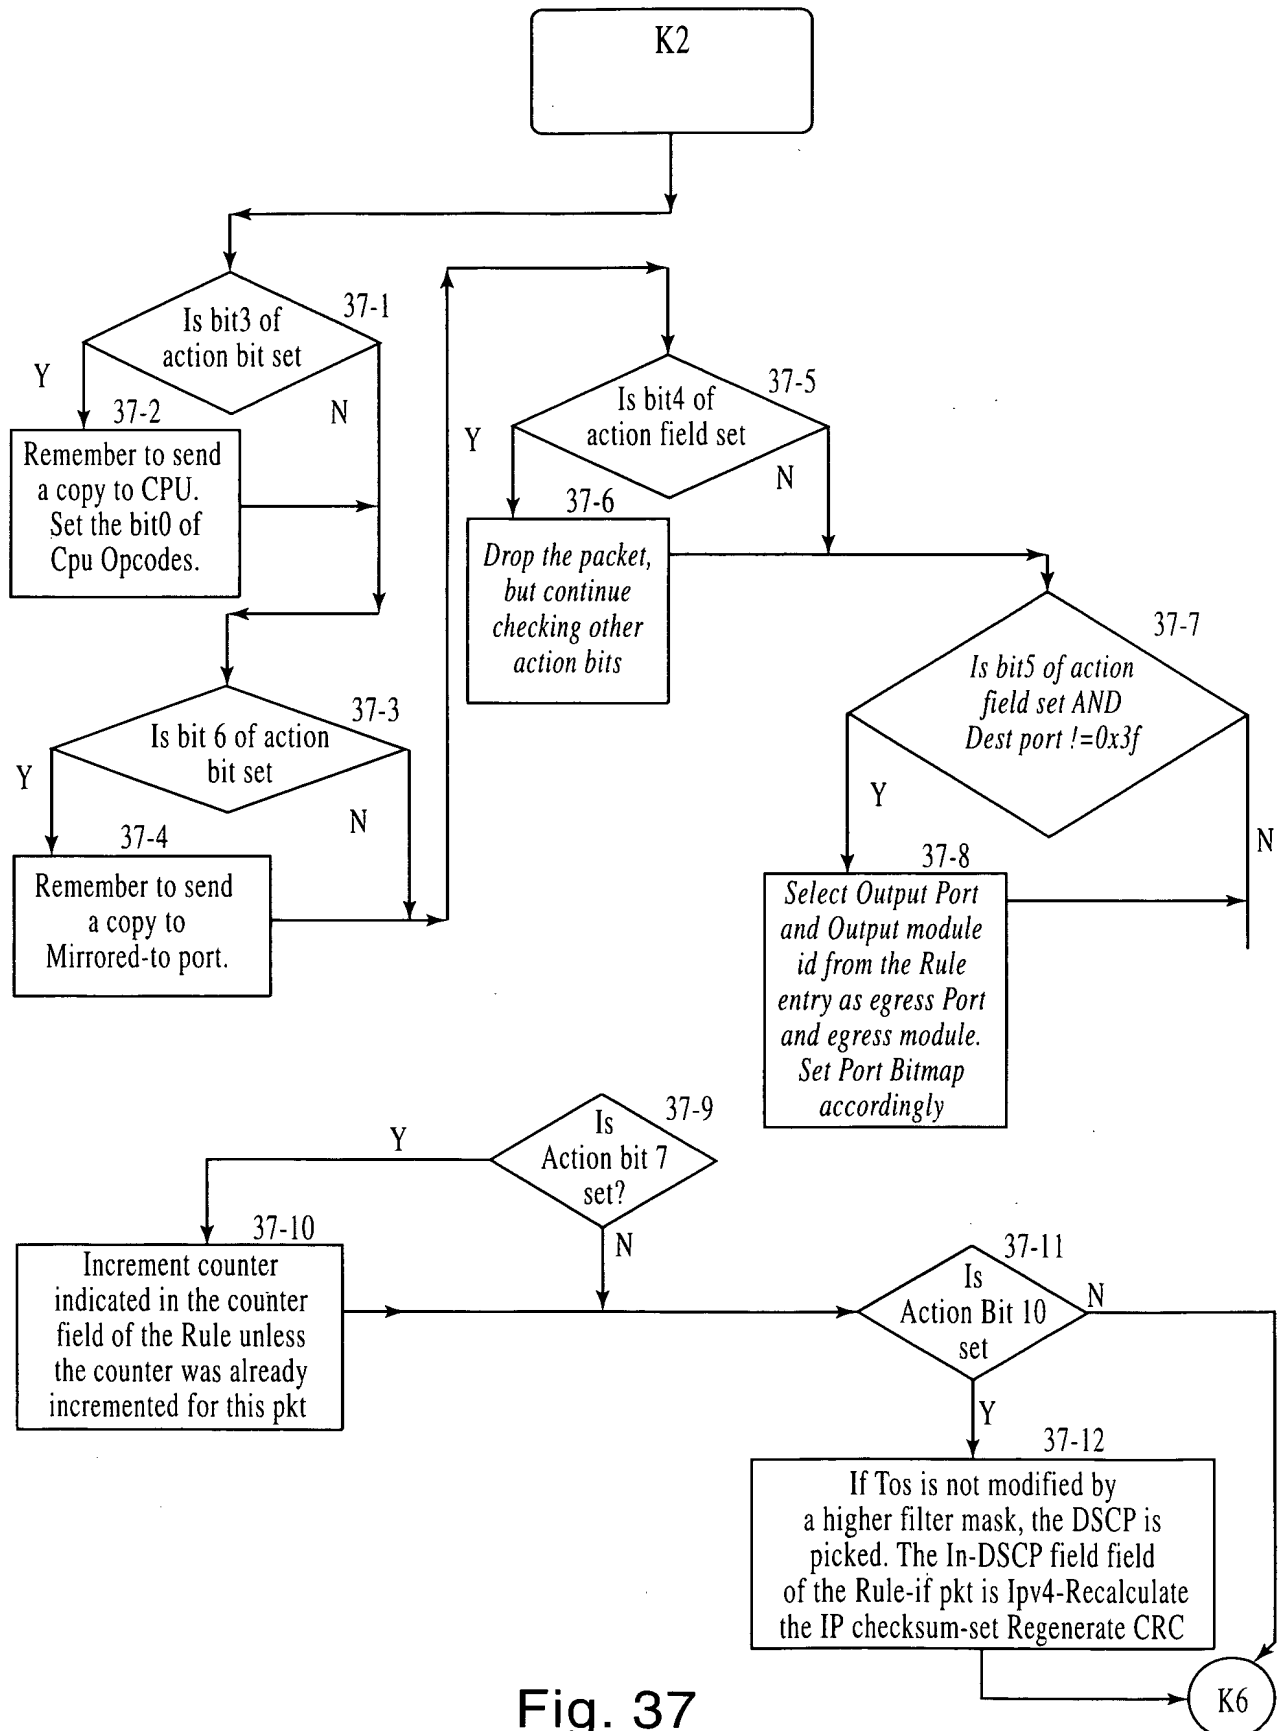 K2
37-1
Is bit3 of
action bit set
Y
N
37-2
Remember to send
a copy to CPU.
Set the bit0 of
Cpu Opcodes.
37-3
Is bit 6 of action
bit set
Y
N
37-4
Remember to send
a copy to
Mirrored-to port.
37-5
Is bit4 of
action field set
Y
N
37-6
Drop the packet,
but continue
checking other
action bits
37-7
Is bit5 of action
field set AND
Dest port !=0x3f
Y
N
37-8
Select Output Port
and Output module
id from the Rule
entry as egress Port
and egress module.
Set Port Bitmap
accordingly
37-9
Is
Action bit 7
set?
Y
N
37-10
Increment counter
indicated in the counter
field of the Rule unless
the counter was already
incremented for this pkt
37-11
Is
Action Bit 10
set
N
Y
37-12
If Tos is not modified by
a higher filter mask, the DSCP is
picked. The In-DSCP field field
of the Rule-if pkt is Ipv4-Recalculate
the IP checksum-set Regenerate CRC
K6
Fig. 37